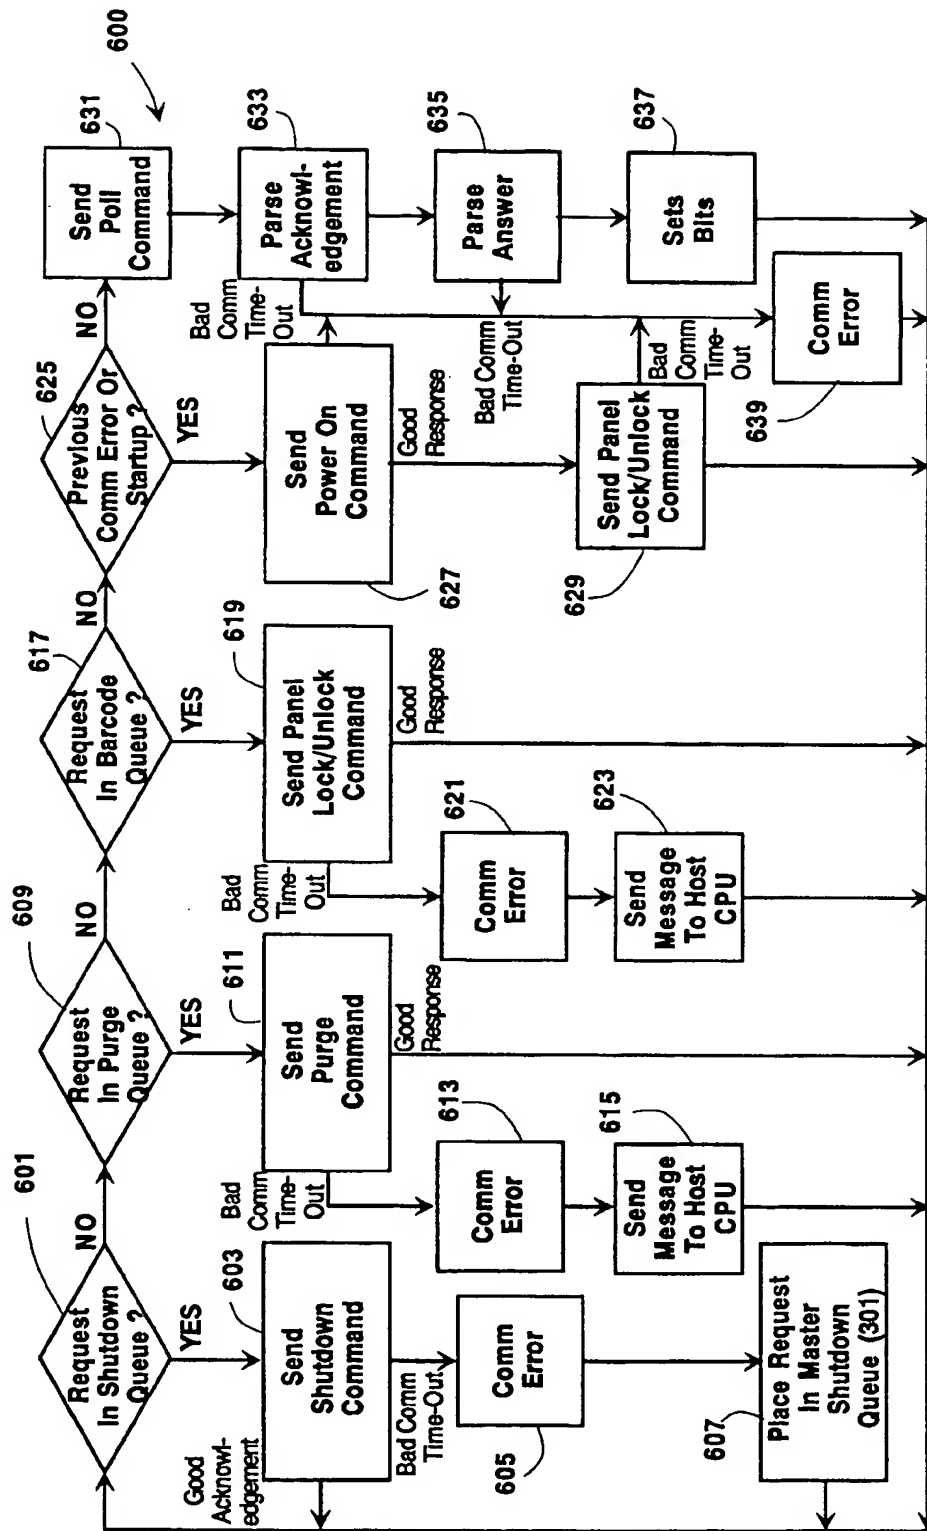 600
601
Request
In Shutdown
Queue ?
NO
YES
Good
Acknowl-
edgement
603
Send
Shutdown
Command
Bad Comm
Time-Out
Comm
Error
605
607
Place Request
In Master
Shutdown
Queue (301)
609
Request
In Purge
Queue ?
NO
YES
611
Send
Purge
Command
Bad
Comm
Time-
Out
Good
Response
613
Comm
Error
615
Send
Message
To Host
CPU
617
Request
In Barcode
Queue ?
NO
YES
619
Send Panel
Lock/Unlock
Command
Bad
Comm
Time-
Out
Good
Response
621
Comm
Error
623
Send
Message
To Host
CPU
625
Previous
Comm Error Or
Startup ?
NO
YES
Send
Power On
Command
627
Good
Response
Send Panel
Lock/Unlock
Command
629
Bad
Comm
Time-
Out
631
Send
Poll
Command
633
Parse
Acknowl-
edgement
Bad
Comm
Time-
Out
635
Parse
Answer
Bad Comm
Time-Out
637
Sets
Bits
Comm
Error
639